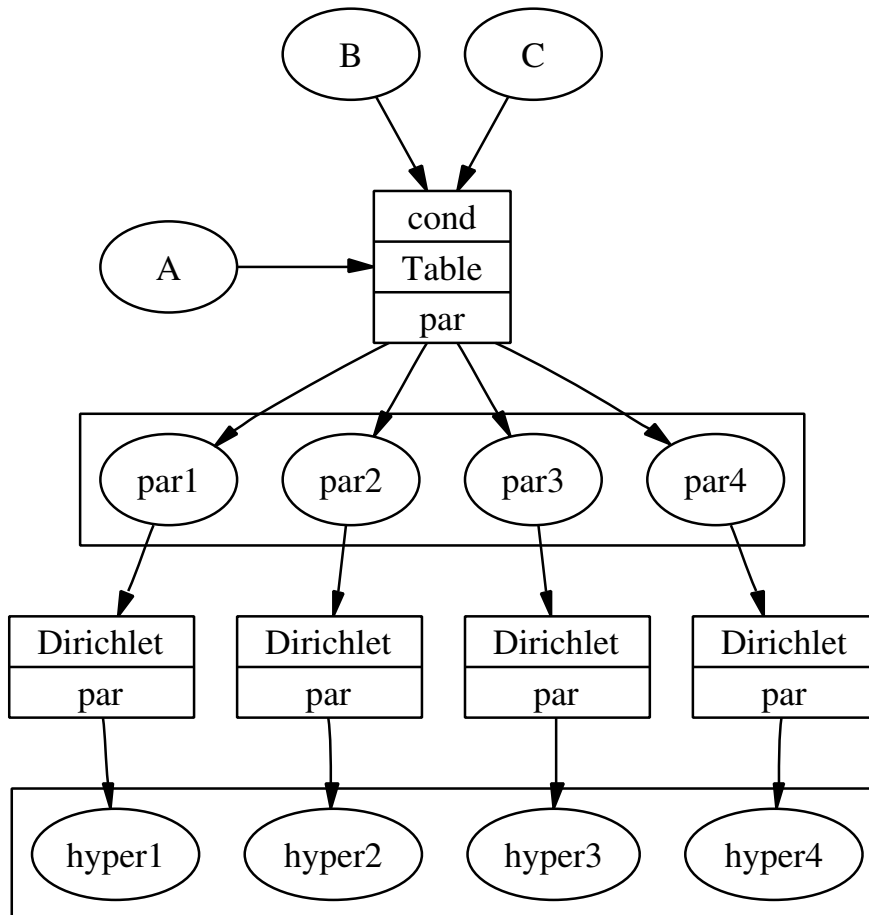 B
C
cond
A
Table
par
par1
par2
par3
par4
Dirichlet
Dirichlet
Dirichlet
Dirichlet
par
par
par
par
hyper1
hyper2
hyper3
hyper4